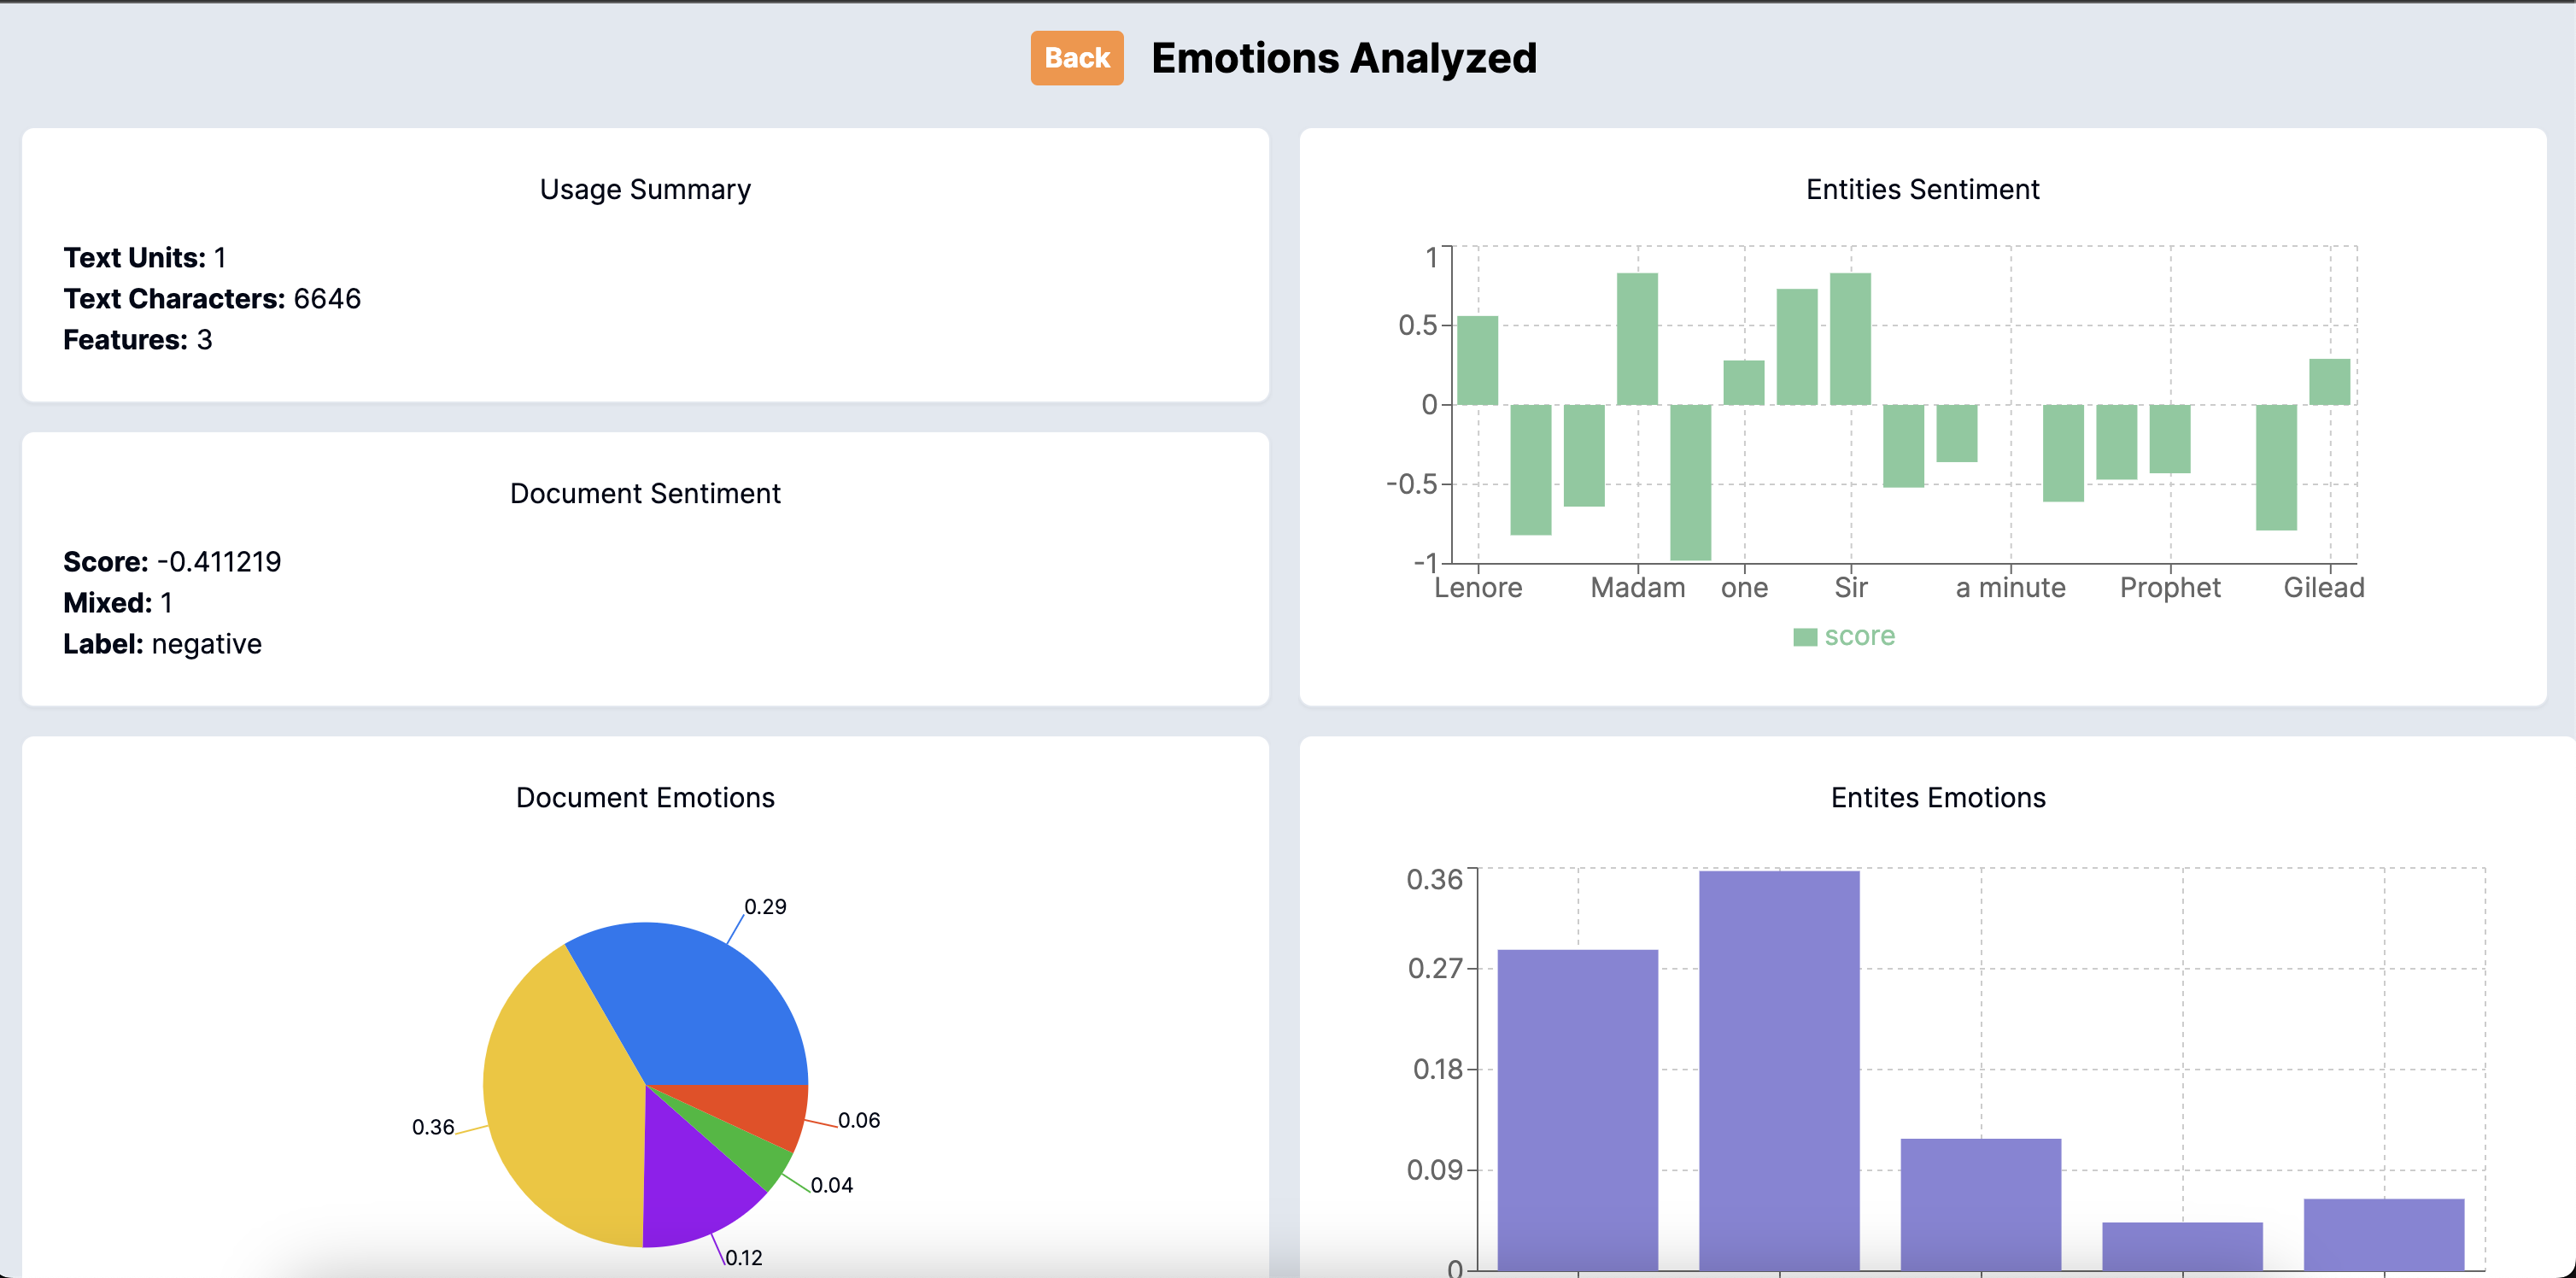 Back
Emotions Analyzed
Usage Summary
Text Units: 1
Text Characters: 6646
Features: 3
Document Sentiment
Score: -0.411219
Mixed: 1
Label: negative
Entities Sentiment
1
0.5
0
-0.5
-1
Lenore Madam one Sir a minute Prophet Gilead
score
Document Emotions
0.29
0.36
0.06
0.04
0.12
Entites Emotions
0.36
0.27
0.18
0.09
0